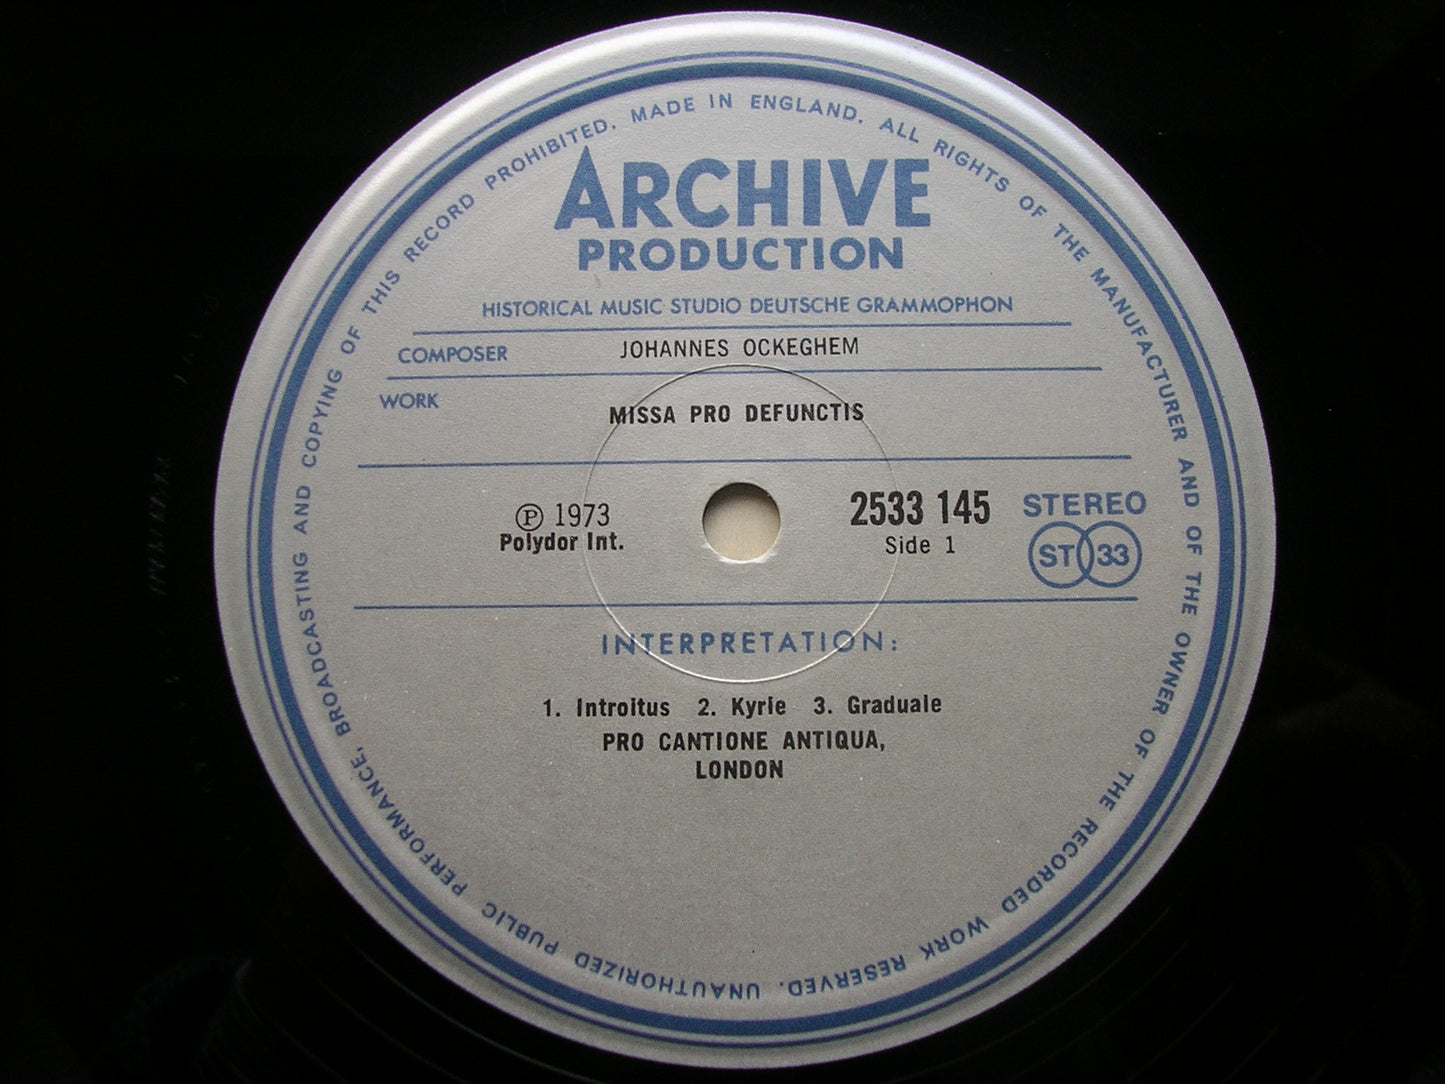 MADE IN ENGLAND. ALL RIGHTS OF THE MANUFACTURER AND OF THE OWNER OF THE RECORDED WORK RESERVED. UNAUTHORIZED PUBLIC PERFORMANCE, BROADCASTING AND COPYING OF THIS RECORD PROHIBITED.
ARCHIVE
PRODUCTION
HISTORICAL MUSIC STUDIO DEUTSCHE GRAMMOPHON
COMPOSER JOHANNES OCKEGHEM
WORK MISSA PRO DEFUNCTIS
℗ 1973 2533 145 STEREO
Polydor Int. Side 1 ST 33
INTERPRETATION:
1. Introitus 2. Kyrie 3. Graduale
PRO CANTIONE ANTIQUA,
LONDON